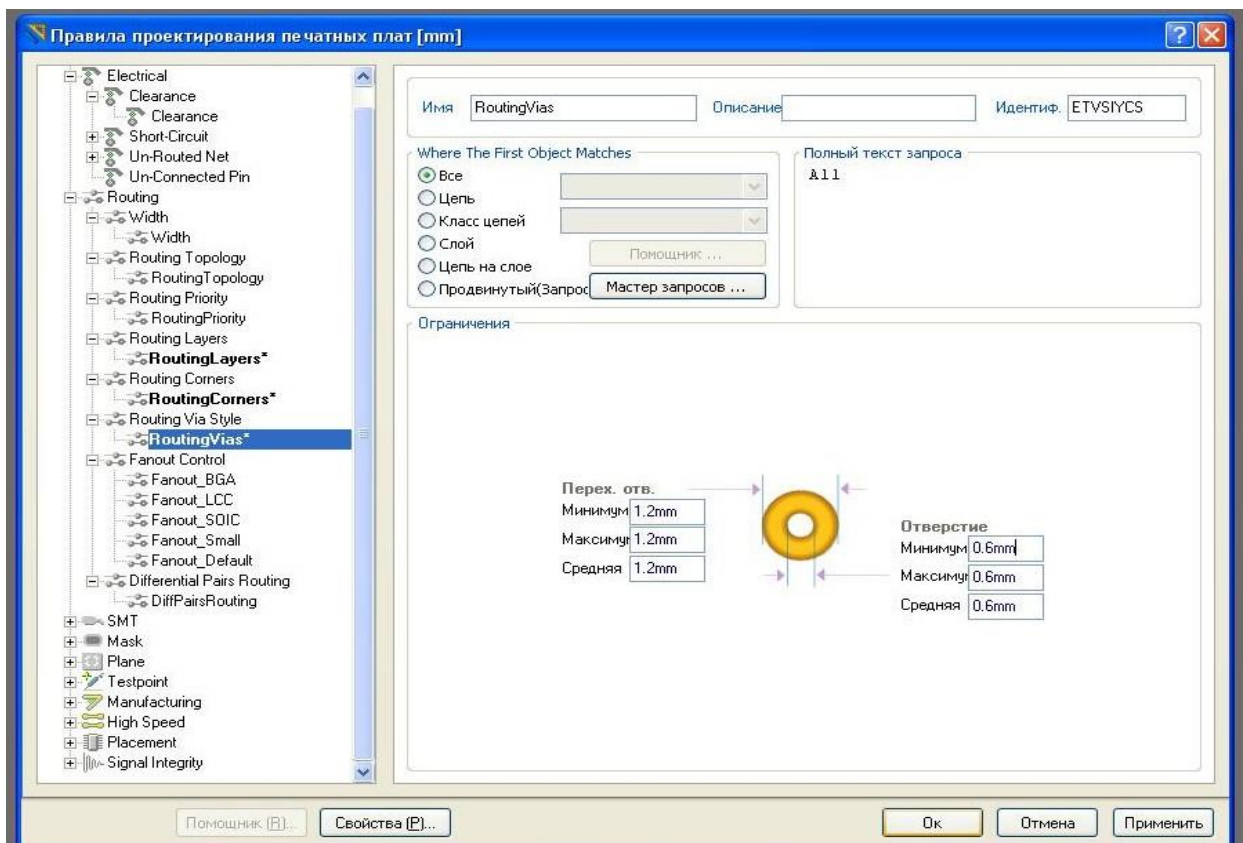 Правила проектирования печатных плат [mm]
Electrical
Clearance
Clearance
Short-Circuit
Un-Routed Net
Un-Connected Pin
Routing
Width
Width
Routing Topology
RoutingTopology
Routing Priority
RoutingPriority
Routing Layers
RoutingLayers*
Routing Corners
RoutingCorners*
Routing Via Style
RoutingVias*
Fanout Control
Fanout_BGA
Fanout_LCC
Fanout_SOIC
Fanout_Small
Fanout_Default
Differential Pairs Routing
DiffPairsRouting
SMT
Mask
Plane
Testpoint
Manufacturing
High Speed
Placement
Signal Integrity
Имя RoutingVias Описание Идентиф. ETVSIYCS
Where The First Object Matches
Все
Цепь
Класс цепей
Слой
Цепь на слое
Продвинутый(Запрос
Помощник ...
Мастер запросов ...
Полный текст запроса
All
Ограничения
Перех. отв.
Минимум 1.2mm
Максимум 1.2mm
Средняя 1.2mm
Отверстие
Минимум 0.6mm
Максимум 0.6mm
Средняя 0.6mm
Помощник (R)... Свойства (P)... Ок Отмена Применить